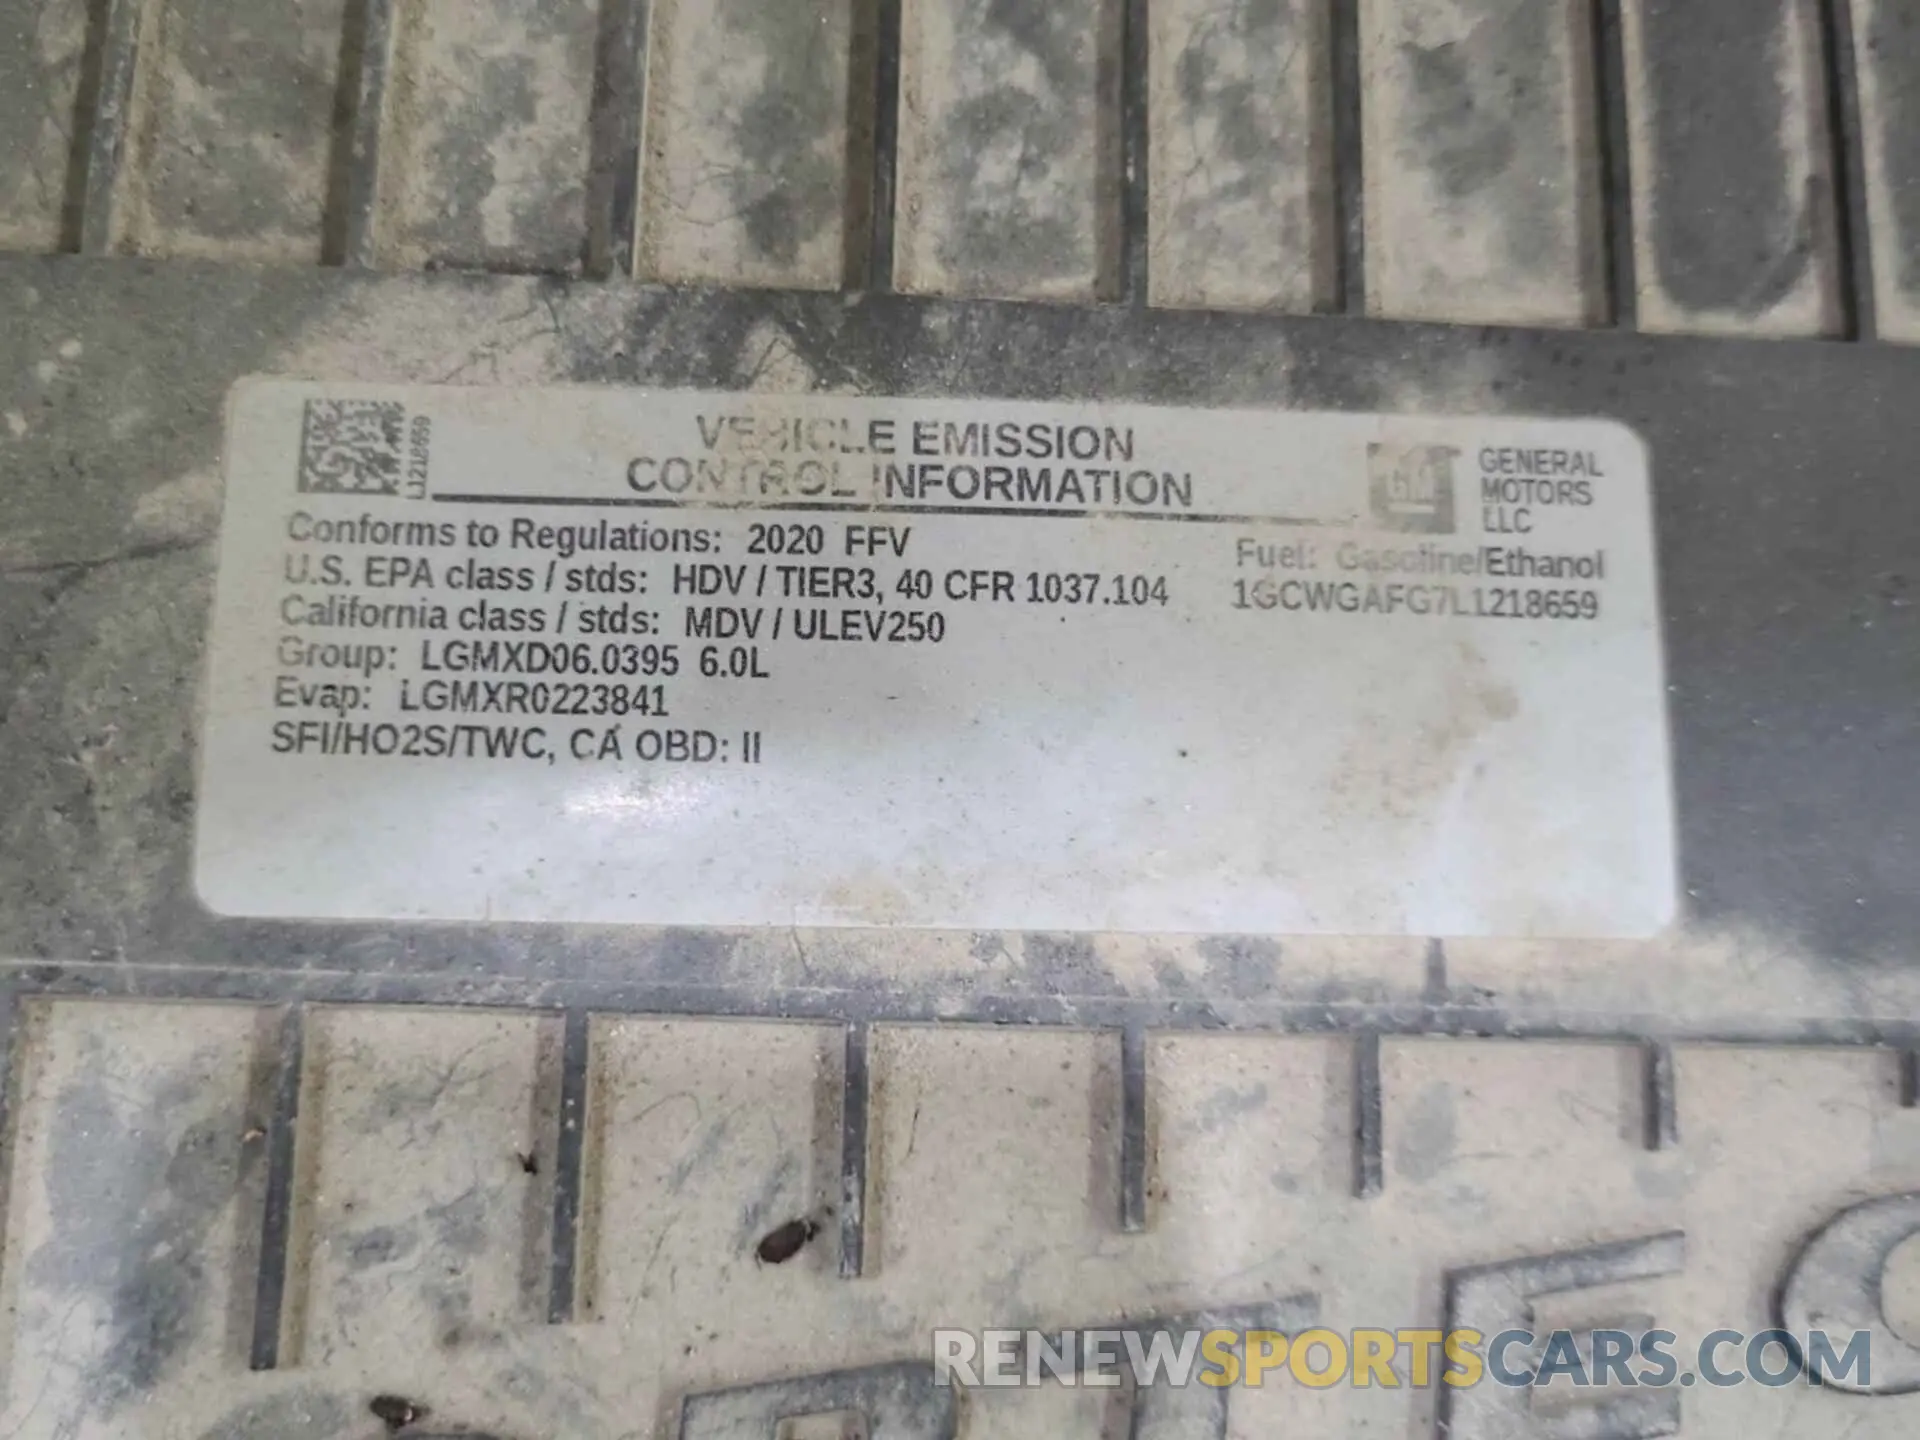 L1218659
VEHICLE EMISSION
CONTROL INFORMATION
GM
GENERAL
MOTORS
LLC
Conforms to Regulations: 2020 FFV
Fuel: Gasoline/Ethanol
U.S. EPA class / stds: HDV / TIER3, 40 CFR 1037.104
1GCWGAFG7L1218659
California class / stds: MDV / ULEV250
Group: LGMXD06.0395 6.0L
Evap: LGMXR0223841
SFI/HO2S/TWC, CA OBD: II
RENEWSPORTSCARS.COM